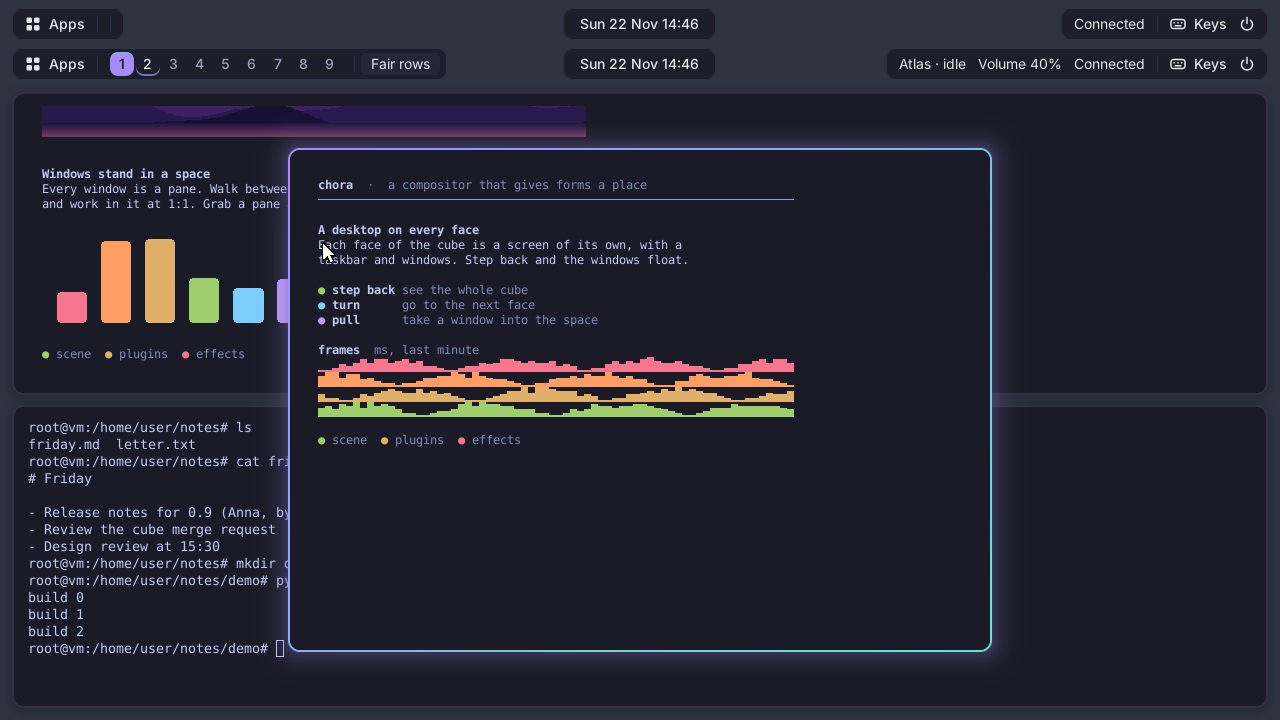 Apps
Sun 22 Nov 14:46
Connected
Keys
Apps
1 2 3 4 5 6 7 8 9
Fair rows
Sun 22 Nov 14:46
Atlas · idle Volume 40% Connected
Keys
Windows stand in a space
Every window is a pane. Walk
and work in it at 1:1. Grab a pane
scene plugins effects
chora · a compositor that gives forms a place
A desktop on every face
Each face of the cube is a screen of its own, with a
taskbar and windows. Step back and the windows float.
step back see the whole cube
turn go to the next face
pull take a window into the space
frames ms, last minute
scene plugins effects
root@vm:/home/user/notes# ls
friday.md letter.txt
root@vm:/home/user/notes# cat
# Friday
- Release notes for 0.9 (Anna,
- Review the cube merge request
- Design review at 15:30
root@vm:/home/user/notes# mkdir
root@vm:/home/user/notes/demo#
build 0
build 1
build 2
root@vm:/home/user/notes/demo#